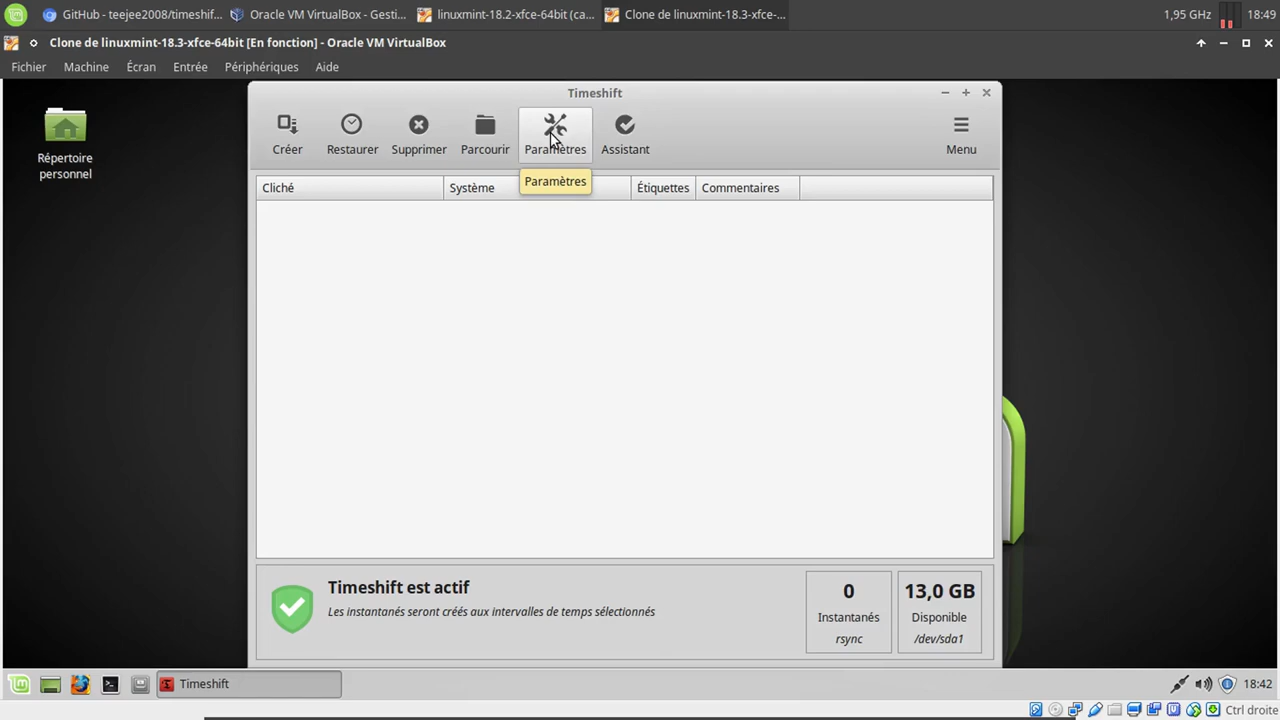 GitHub - teejee2008/timeshif...
Oracle VM VirtualBox - Gesti...
linuxmint-18.2-xfce-64bit (ca...
Clone de linuxmint-18.3-xfce-...
1,95 GHz
18:49
Clone de linuxmint-18.3-xfce-64bit [En fonction] - Oracle VM VirtualBox
Fichier Machine Écran Entrée Périphériques Aide
Répertoire
personnel
Timeshift
Créer
Restaurer
Supprimer
Parcourir
Paramètres
Assistant
Menu
Paramètres
Cliché
Système
Étiquettes
Commentaires
Timeshift est actif
Les instantanés seront créés aux intervalles de temps sélectionnés
0
Instantanés
rsync
13,0 GB
Disponible
/dev/sda1
Timeshift
18:42
Ctrl droite